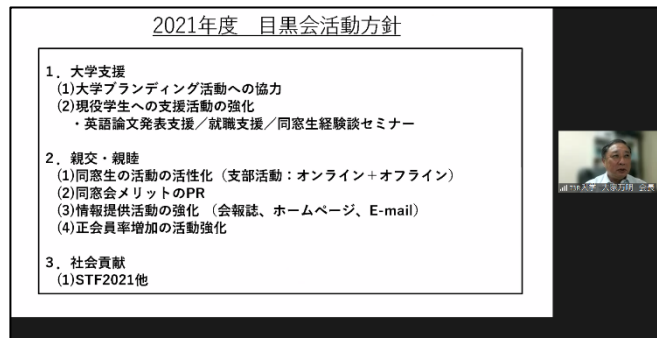 2021年度 目黒会活動方針
１．大学支援
(1)大学ブランディング活動への協力
(2)現役学生への支援活動の強化
・英語論文発表支援／就職支援／同窓生経験談セミナー
２．親交・親睦
(1)同窓生の活動の活性化（支部活動：オンライン＋オフライン）
(2)同窓会メリットのPR
(3)情報提供活動の強化 （会報誌、ホームページ、E-mail）
(4)正会員率増加の活動強化
３．社会貢献
(1)STF2021他
会長